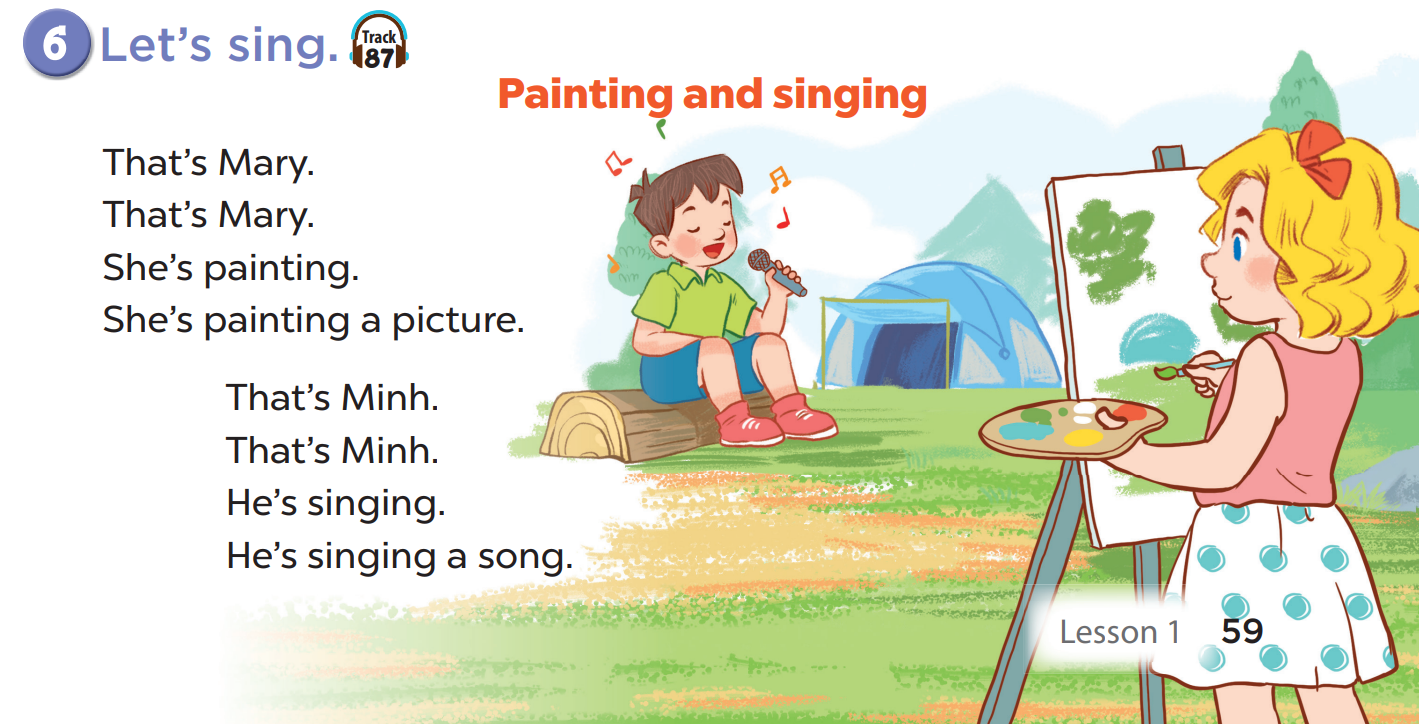 6 Let's sing. Track 87
Painting and singing
That's Mary.
That's Mary.
She's painting.
She's painting a picture.
That's Minh.
That's Minh.
He's singing.
He's singing a song.
Lesson 1 59